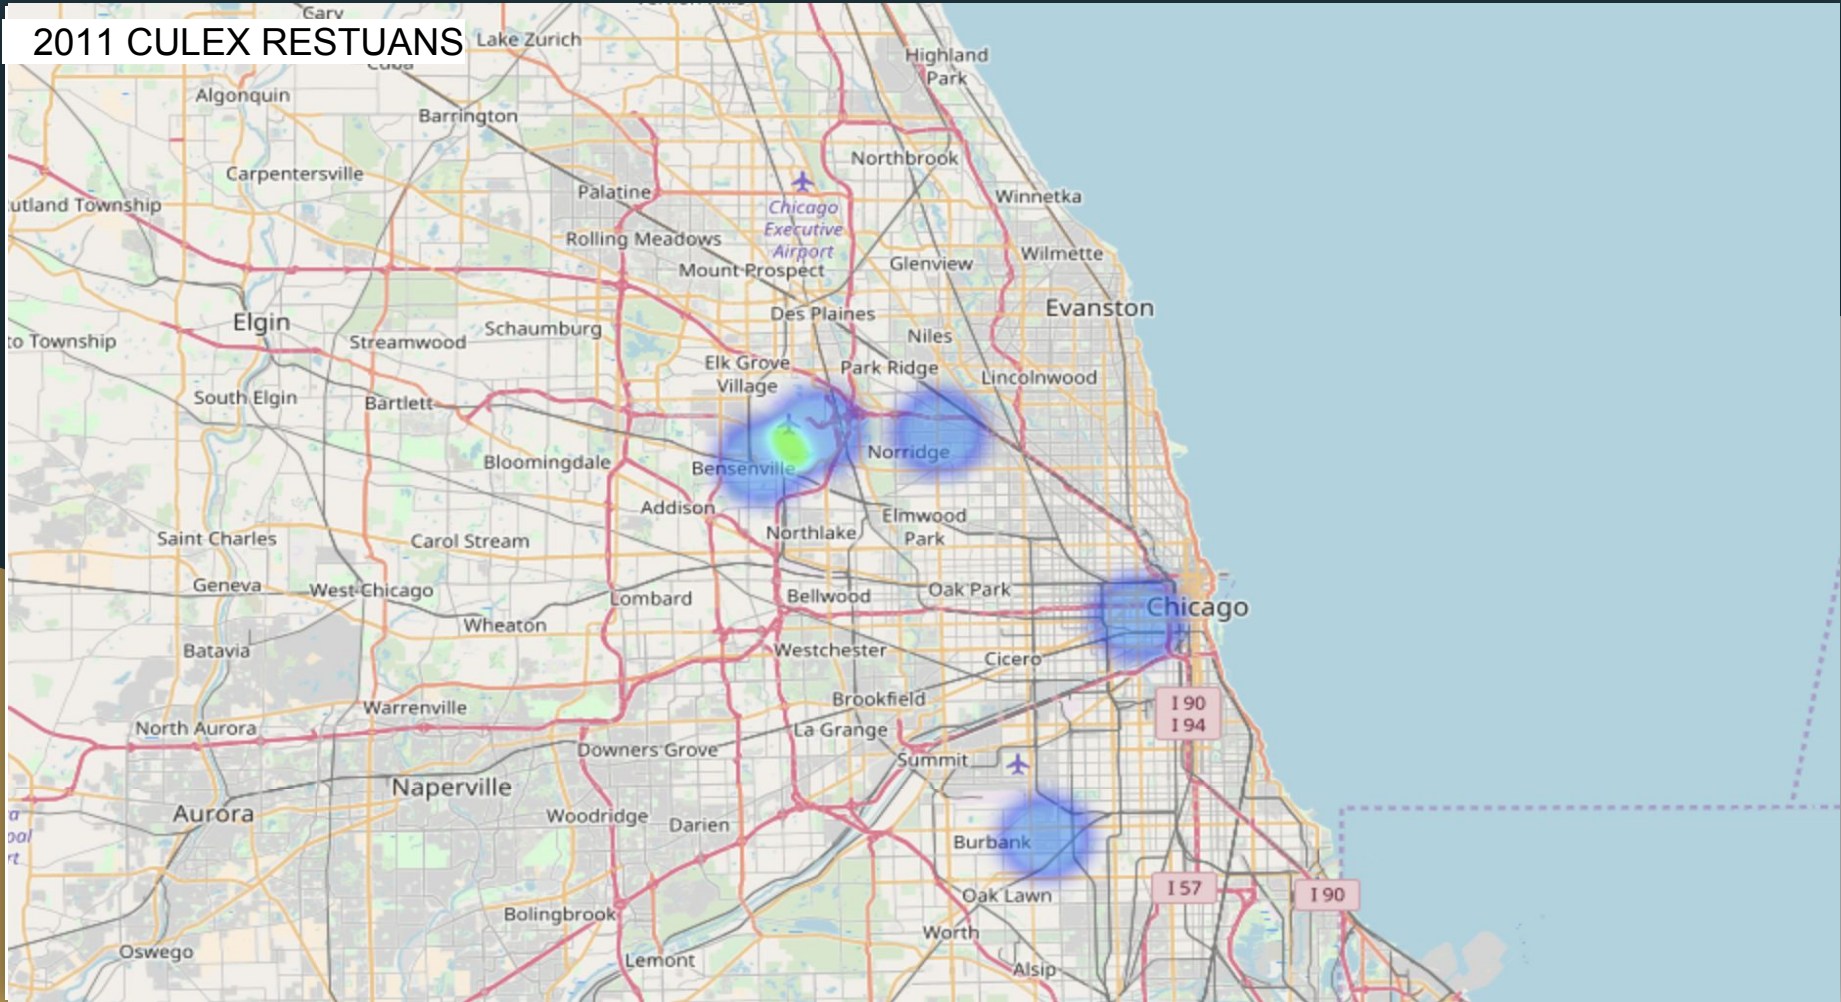 Gary
2011 CULEX RESTUANS
Lake Zurich
Highland
Park
Algonquin
Barrington
Northbrook
Carpentersville
Palatine
Winnetka
utland Township
Chicago
Executive
Airport
Rolling Meadows
Wilmette
Mount Prospect
Glenview
Evanston
Des Plaines
Elgin
Schaumburg
Niles
to Township
Streamwood
Elk Grove
Village
Park Ridge
Lincolnwood
South Elgin
Bartlett
Bloomingdale
Bensenville
Norridge
Addison
Elmwood
Park
Northlake
Saint Charles
Carol Stream
Geneva
West Chicago
Lombard
Bellwood
Oak Park
Chicago
Wheaton
Batavia
Westchester
Cicero
Brookfield
I 90
I 94
Warrenville
North Aurora
La Grange
Downers Grove
Summit
Naperville
Aurora
Woodridge
Darien
Burbank
I 57
I 90
Oak Lawn
Bolingbrook
Worth
Oswego
Lemont
Alsip